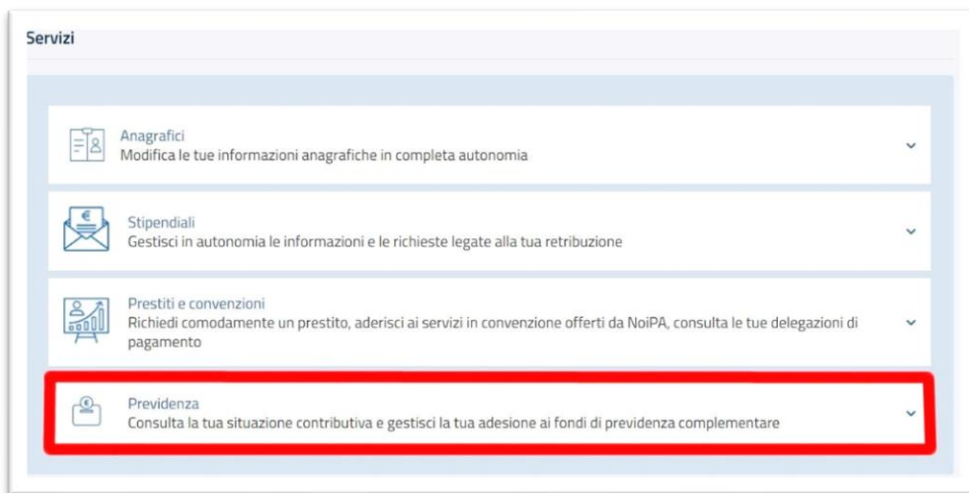 Servizi
Anagrafici
Modifica le tue informazioni anagrafiche in completa autonomia
Stipendiali
Gestisci in autonomia le informazioni e le richieste legate alla tua retribuzione
Prestiti e convenzioni
Richiedi comodamente un prestito, aderisci ai servizi in convenzione offerti da NoiPA, consulta le tue delegazioni di
pagamento
Previdenza
Consulta la tua situazione contributiva e gestisci la tua adesione ai fondi di previdenza complementare